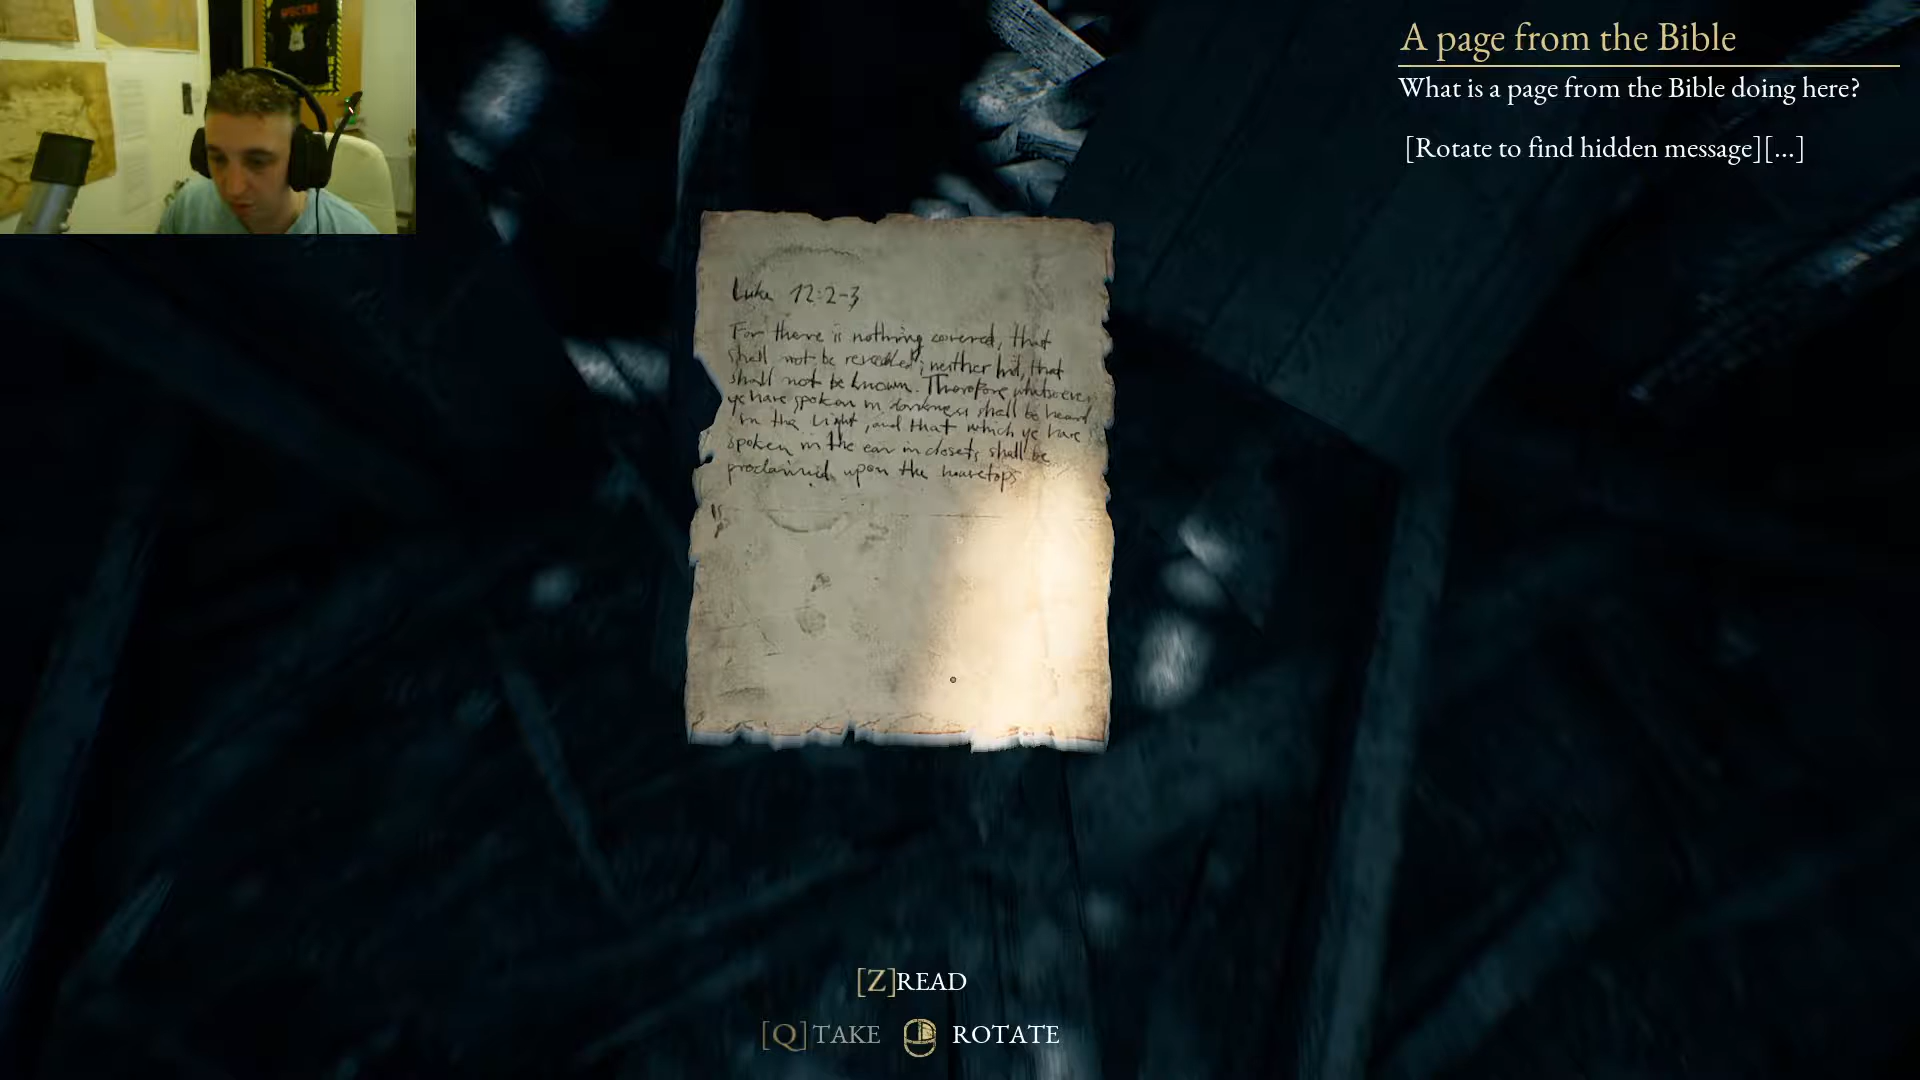 SPECTRE
A page from the Bible
What is a page from the Bible doing here?
[Rotate to find hidden message][...]
Luke 12:2-3
For there is nothing covered, that
shall not be revealed; neither hid, that
shall not be known. Therefore whatsoever
ye have spoken in darkness shall be heard
in the light, and that which ye have
spoken in the ear in closets shall be
proclaimed upon the housetops
[Z]READ
[Q]TAKE ROTATE